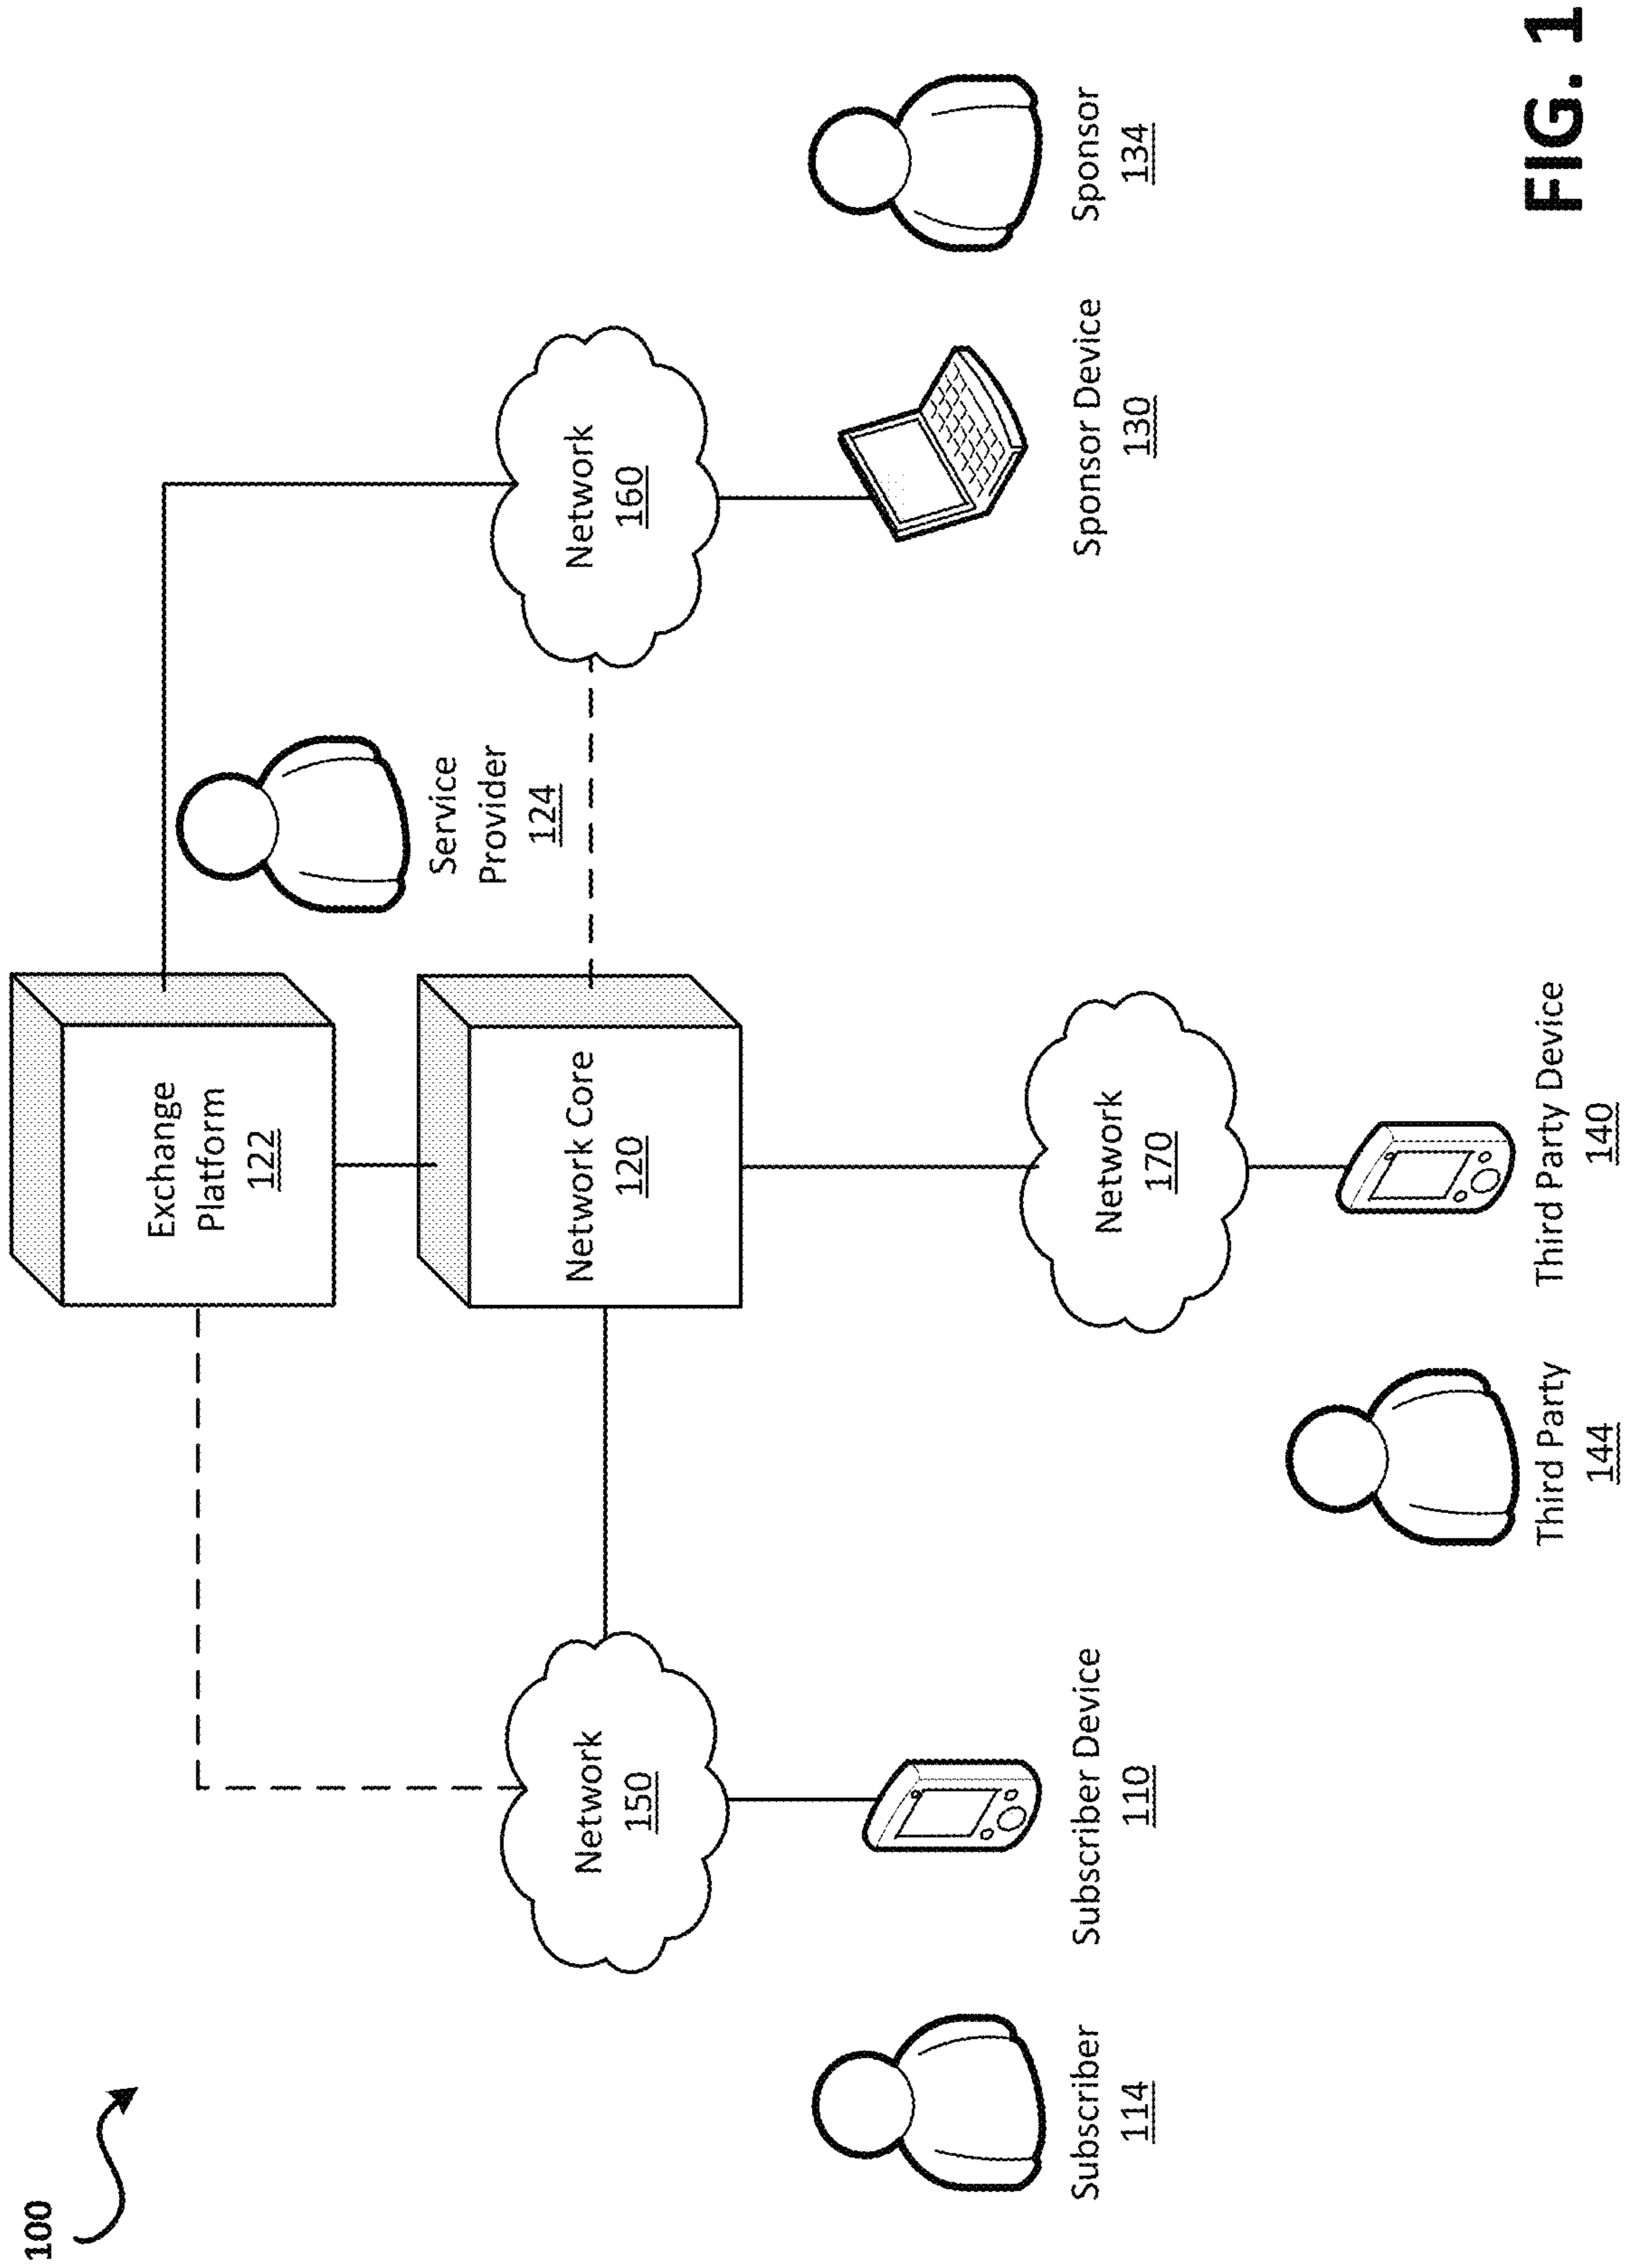 100
Exchange
Platform
122
Service
Provider
124
Network Core
120
Network
150
Network
160
Subscriber
114
Subscriber Device
110
Sponsor Device
130
Sponsor
134
Network
170
Third Party
144
Third Party Device
140
FIG. 1